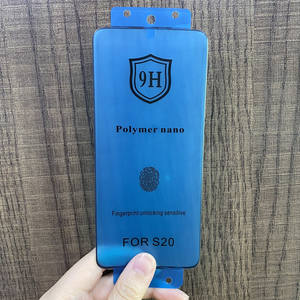 9H
Polymer nano
Fingerprint unlocking sensitive
FOR S20